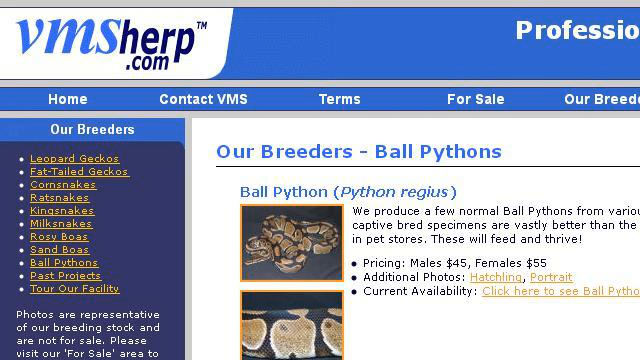 vmsherp™
.com
Professio
Home Contact VMS Terms For Sale Our Breed
Our Breeders
Leopard Geckos
Fat-Tailed Geckos
Cornsnakes
Ratsnakes
Kingsnakes
Milksnakes
Rosy Boas
Sand Boas
Ball Pythons
Past Projects
Tour Our Facility
Photos are representative
of our breeding stock and
are not for sale. Please
visit our 'For Sale' area to
Our Breeders - Ball Pythons
Ball Python (Python regius)
We produce a few normal Ball Pythons from variou
captive bred specimens are vastly better than the
in pet stores. These will feed and thrive!
Pricing: Males $45, Females $55
Additional Photos: Hatchling, Portrait
Current Availability: Click here to see Ball Pytho